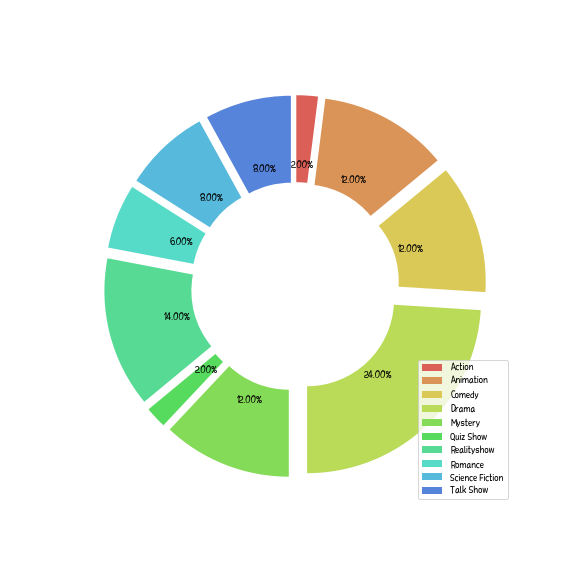 2.00%
12.00%
8.00%
8.00%
6.00%
12.00%
14.00%
2.00%
24.00%
12.00%
Action
Animation
Comedy
Drama
Mystery
Quiz Show
Realityshow
Romance
Science Fiction
Talk Show